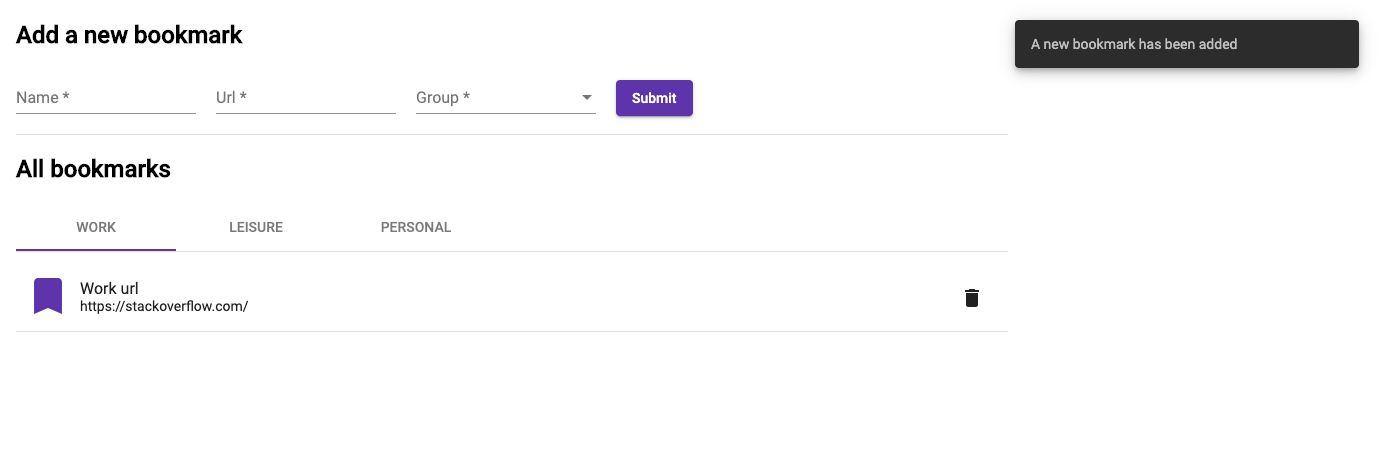 Add a new bookmark
A new bookmark has been added
Name *
Url *
Group *
Submit
All bookmarks
WORK
LEISURE
PERSONAL
Work url
https://stackoverflow.com/